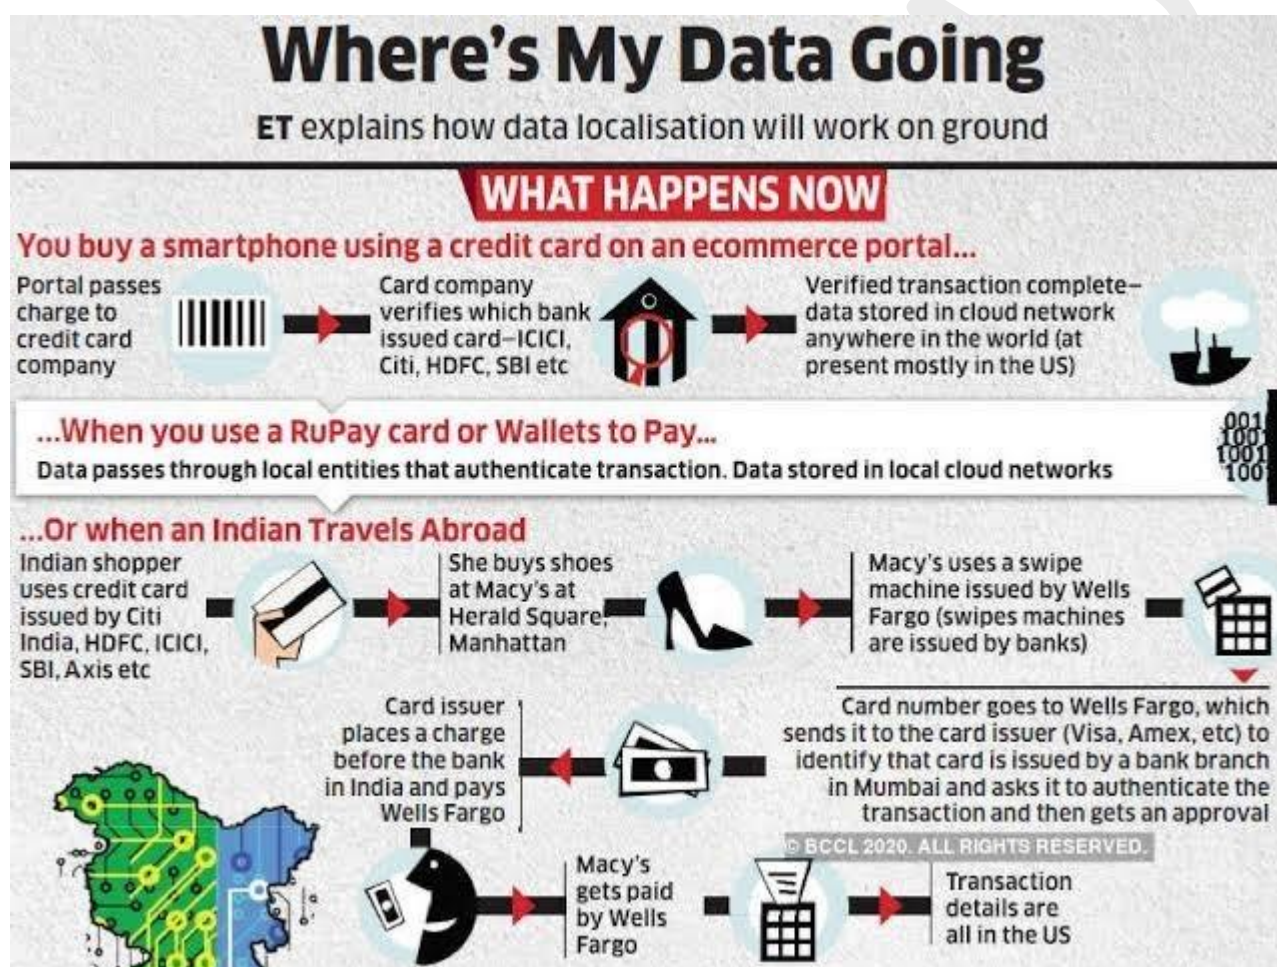 Where's My Data Going
ET explains how data localisation will work on ground
WHAT HAPPENS NOW
You buy a smartphone using a credit card on an ecommerce portal...
Portal passes
charge to
credit card
company
Card company
verifies which bank
issued card–ICICI,
Citi, HDFC, SBI etc
Verified transaction complete–
data stored in cloud network
anywhere in the world (at
present mostly in the US)
...When you use a RuPay card or Wallets to Pay...
Data passes through local entities that authenticate transaction. Data stored in local cloud networks
001
1001
1001
100
...Or when an Indian Travels Abroad
Indian shopper
uses credit card
issued by Citi
India, HDFC, ICICI,
SBI, Axis etc
She buys shoes
at Macy's at
Herald Square,
Manhattan
Macy's uses a swipe
machine issued by Wells
Fargo (swipes machines
are issued by banks)
Card number goes to Wells Fargo, which
sends it to the card issuer (Visa, Amex, etc) to
identify that card is issued by a bank branch
in Mumbai and asks it to authenticate the
transaction and then gets an approval
Card issuer
places a charge
before the bank
in India and pays
Wells Fargo
© BCCL 2020. ALL RIGHTS RESERVED.
Macy's
gets paid
by Wells
Fargo
Transaction
details are
all in the US